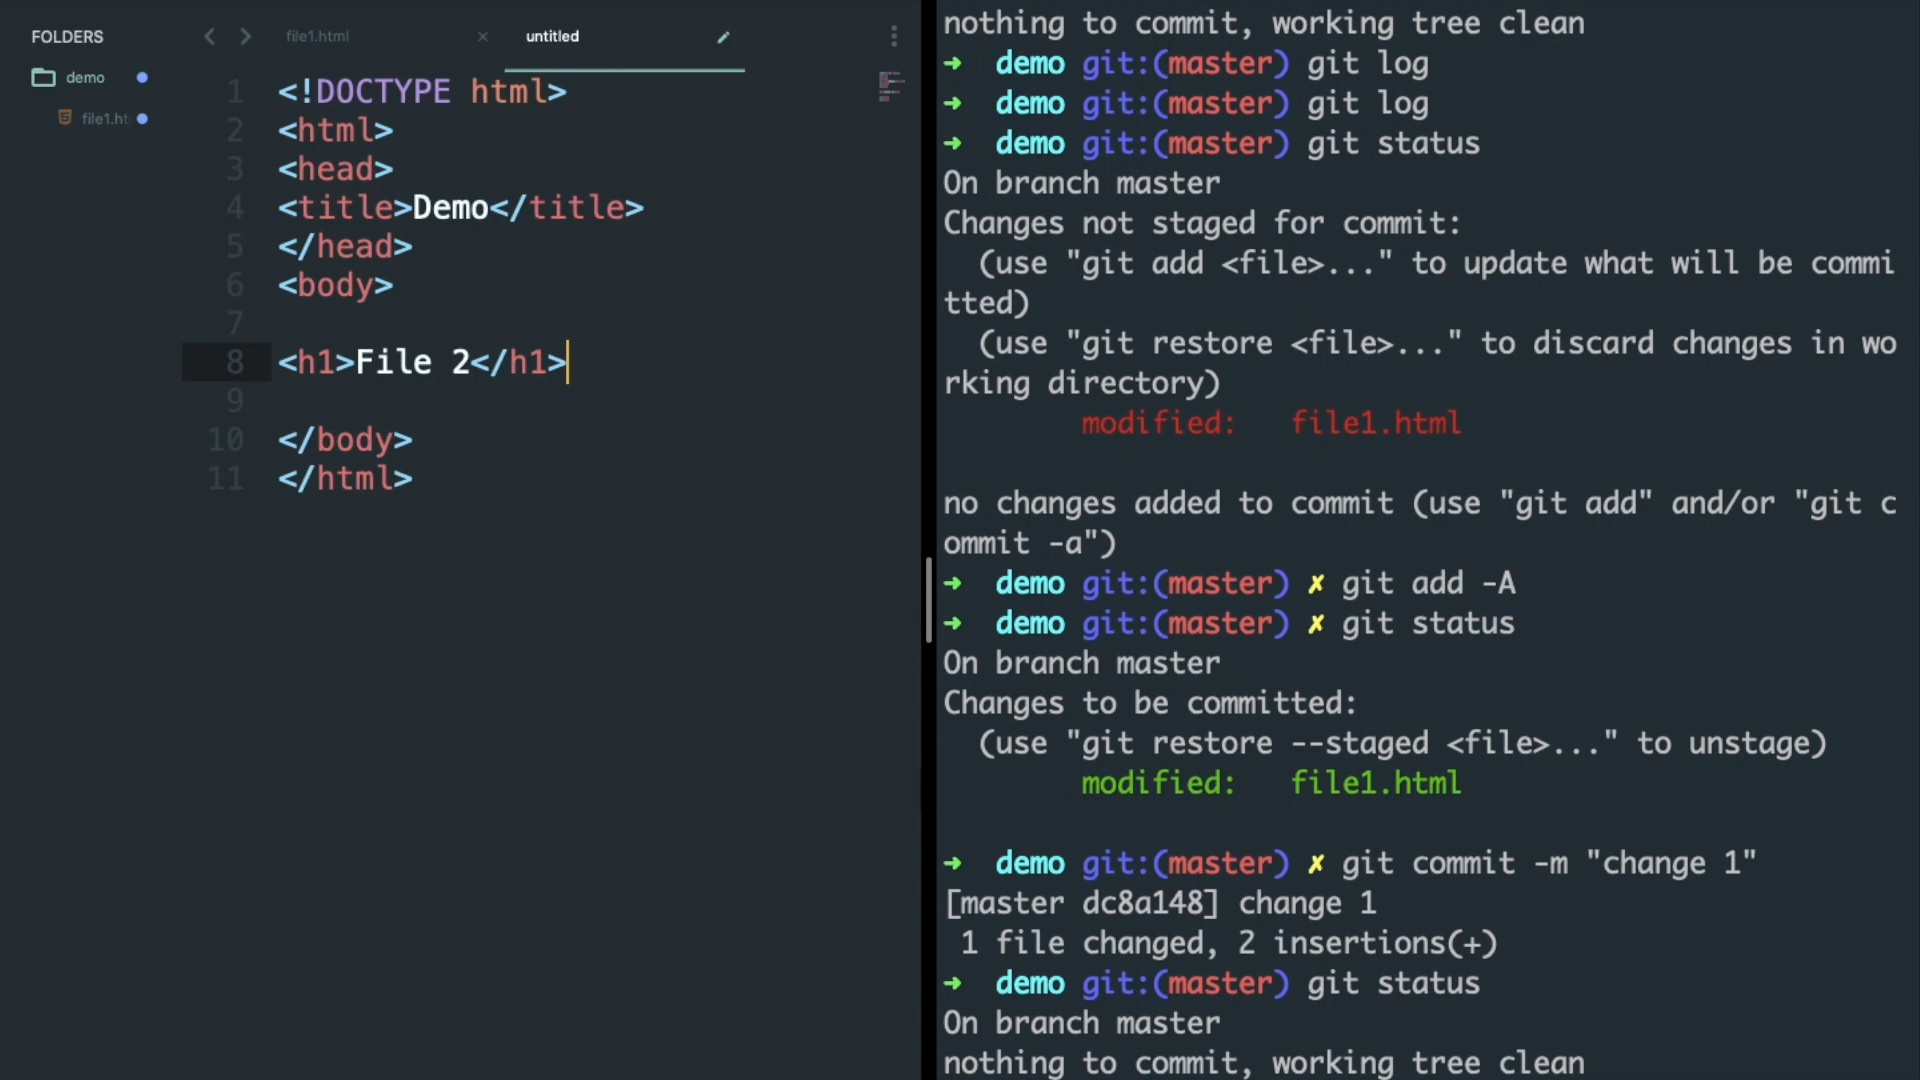 FOLDERS
demo
file1.ht
file1.html
untitled
1 <!DOCTYPE html>
2 <html>
3 <head>
4 <title>Demo</title>
5 </head>
6 <body>
7
8 <h1>File 2</h1>
9
10 </body>
11 </html>
nothing to commit, working tree clean
➜ demo git:(master) git log
➜ demo git:(master) git log
➜ demo git:(master) git status
On branch master
Changes not staged for commit:
(use "git add <file>..." to update what will be commi
tted)
(use "git restore <file>..." to discard changes in wo
rking directory)
modified: file1.html
no changes added to commit (use "git add" and/or "git c
ommit -a")
➜ demo git:(master) ✗ git add -A
➜ demo git:(master) ✗ git status
On branch master
Changes to be committed:
(use "git restore --staged <file>..." to unstage)
modified: file1.html
➜ demo git:(master) ✗ git commit -m "change 1"
[master dc8a148] change 1
1 file changed, 2 insertions(+)
➜ demo git:(master) git status
On branch master
nothing to commit, working tree clean